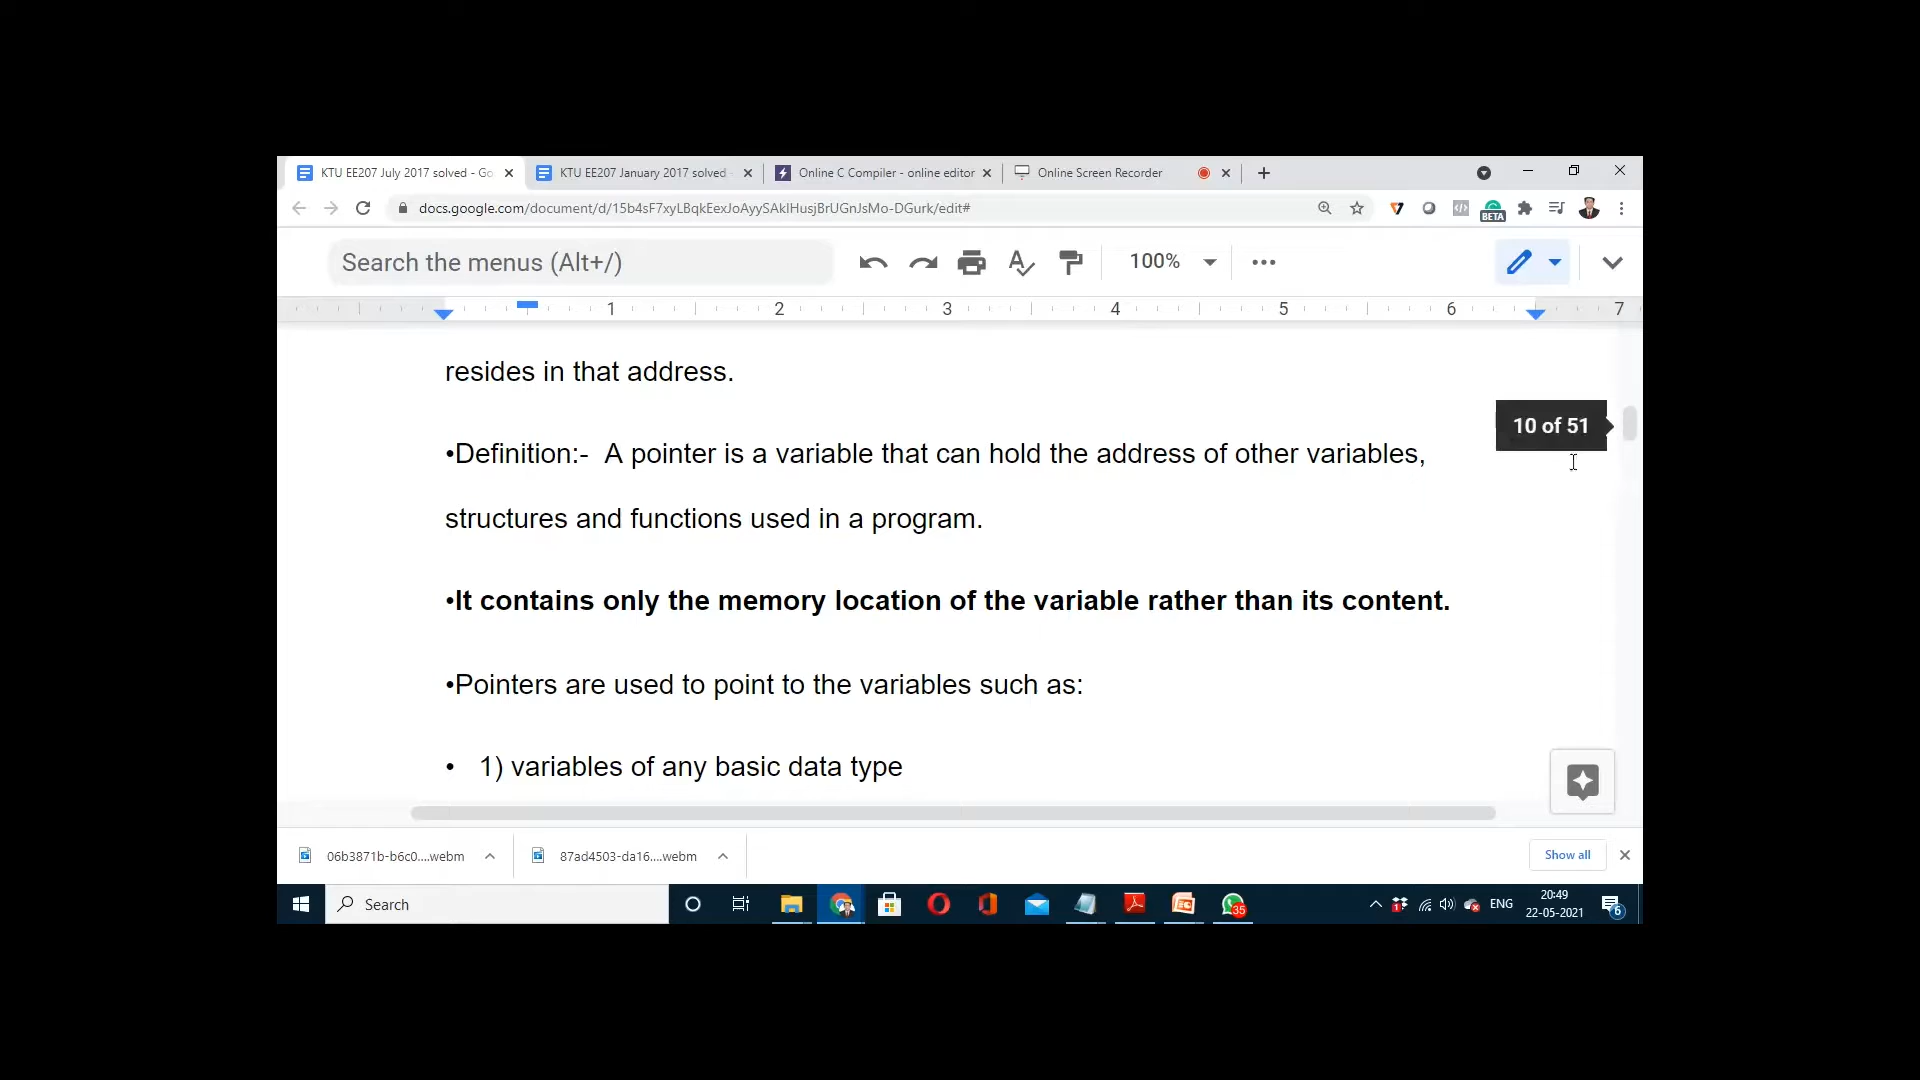 KTU EE207 July 2017 solved - Go
KTU EE207 January 2017 solved -
Online C Compiler - online editor
Online Screen Recorder
docs.google.com/document/d/15b4sF7xyLBqkEexJoAyySAkIHusjBrUGnJsMo-DGurk/edit#
BETA
Search the menus (Alt+/)
100%
1 2 3 4 5 6 7
resides in that address.
10 of 51
•Definition:- A pointer is a variable that can hold the address of other variables,
structures and functions used in a program.
•It contains only the memory location of the variable rather than its content.
•Pointers are used to point to the variables such as:
• 1) variables of any basic data type
06b3871b-b6c0....webm
87ad4503-da16....webm
Show all
Search
35
ENG
20:49
22-05-2021
6